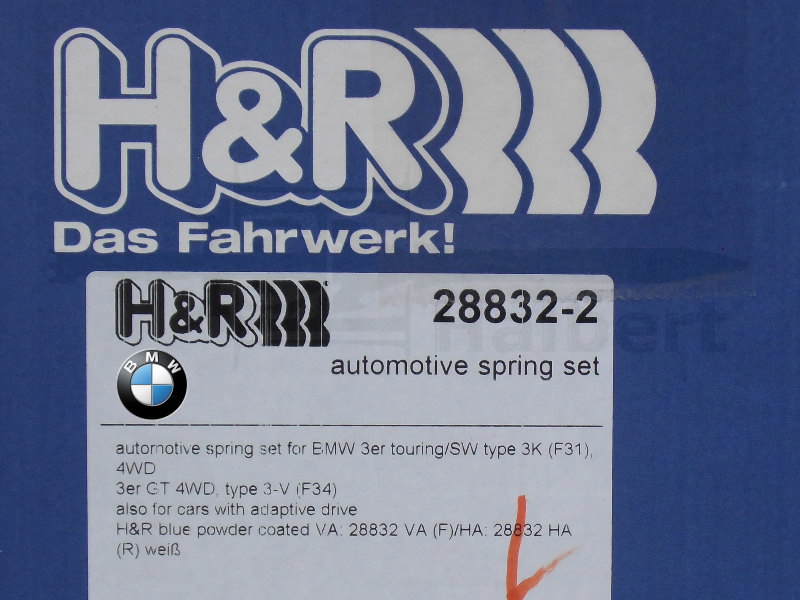 H&R
Das Fahrwerk!
H&R
28832-2
halbert
BMW
automotive spring set
automotive spring set for BMW 3er touring/SW type 3K (F31),
4WD
3er GT 4WD, type 3-V (F34)
also for cars with adaptive drive
H&R blue powder coated VA: 28832 VA (F)/HA: 28832 HA
(R) weiß